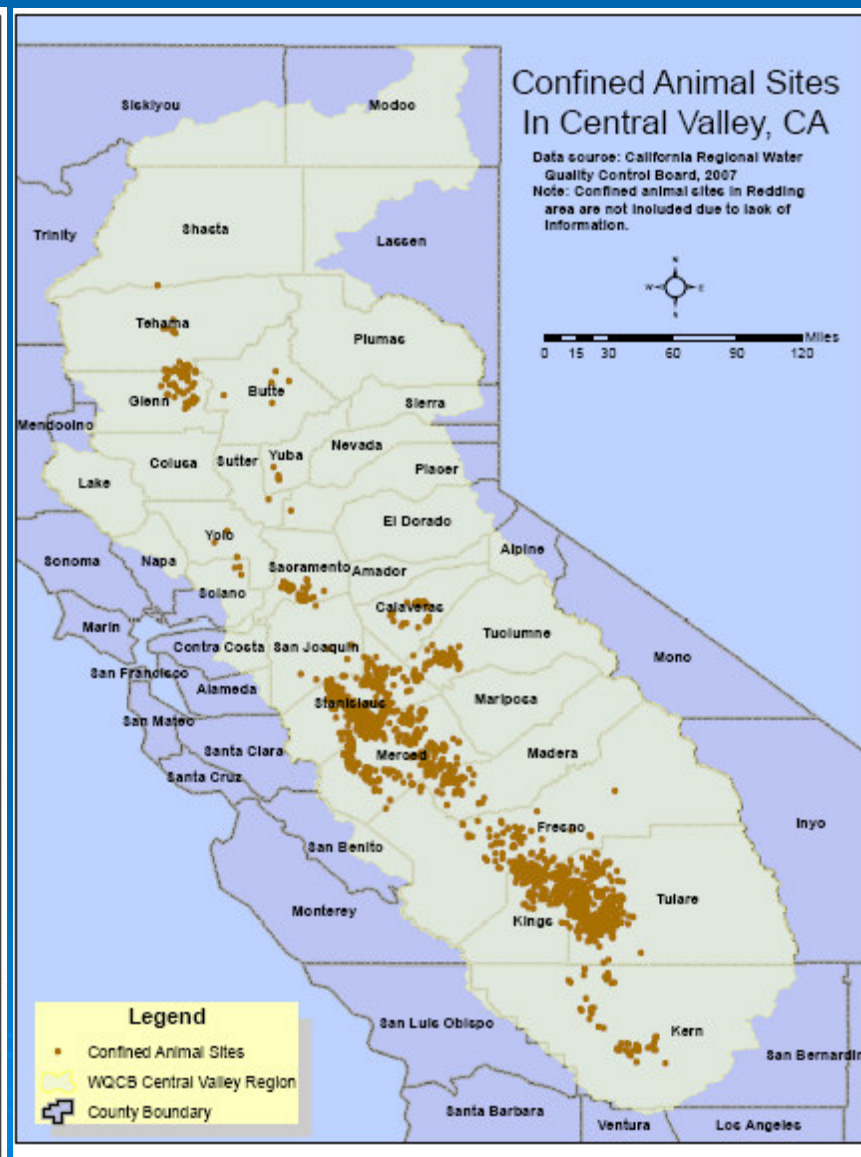 Confined Animal Sites
In Central Valley, CA
Data source: California Regional Water
Quality Control Board, 2007
Note: Confined animal sites in Redding
area are not included due to lack of
information.
N
W E
S
Miles
0 15 30 60 90 120
Siskiyou
Modoc
Trinity
Shasta
Lassen
Tehama
Plumas
Glenn
Butte
Sierra
Mendocino
Colusa
Sutter
Yuba
Nevada
Placer
Lake
El Dorado
Yolo
Alpine
Sonoma
Napa
Sacramento
Amador
Solano
Calaveras
Marin
Tuolumne
Contra Costa
San Joaquin
Mono
San Francisco
Alameda
Stanislaus
Mariposa
San Mateo
Santa Clara
Merced
Madera
Santa Cruz
Fresno
Inyo
San Benito
Tulare
Monterey
Kings
San Luis Obispo
Kern
San Bernardin
Santa Barbara
Ventura
Los Angeles
Legend
Confined Animal Sites
WQCB Central Valley Region
County Boundary